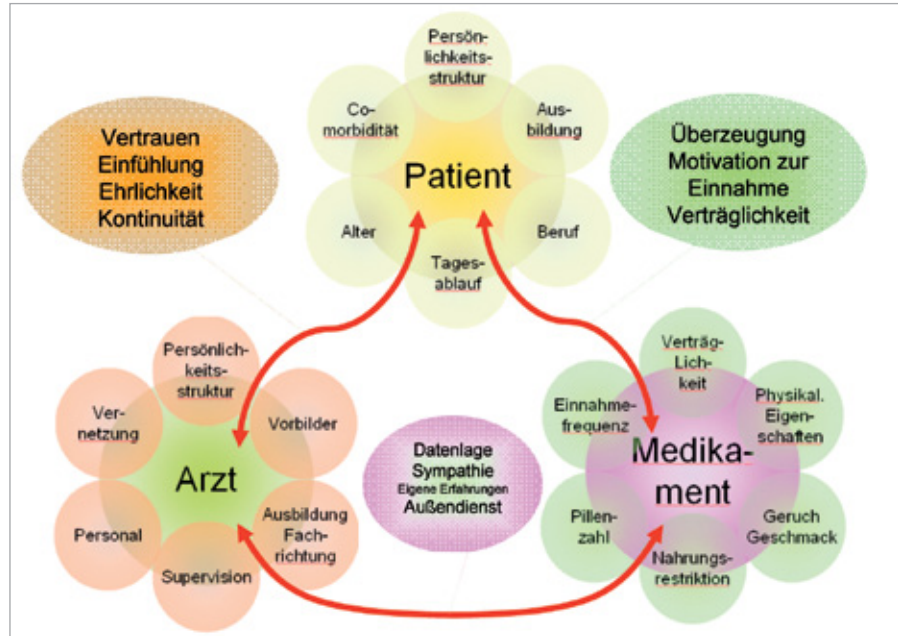 Persön-
lichkeits-
struktur
Co-
morbidität
Aus-
bildung
Patient
Alter
Beruf
Tages-
ablauf
Vertrauen
Einfühlung
Ehrlichkeit
Kontinuität
Überzeugung
Motivation zur
Einnahme
Verträglichkeit
Persönlich-
keits-
struktur
Ver-
netzung
Vorbilder
Arzt
Personal
Ausbildung
Fach-
richtung
Supervision
Datenlage
Sympathie
Eigene Erfahrungen
Außendienst
Verträg-
Lich-
keit
Einnahme-
frequenz
Physikal.
Eigen-
schaften
Medika-
ment
Pillen-
zahl
Geruch
Geschmack
Nahrungs-
restriktion